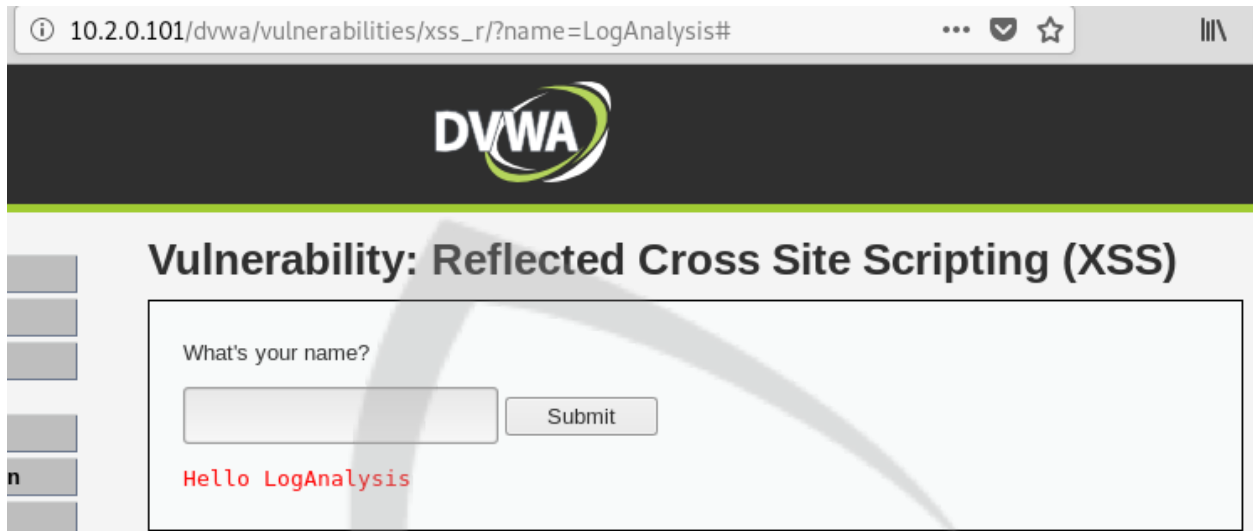 10.2.0.101/dvwa/vulnerabilities/xss_r/?name=LogAnalysis#
DVWA
Vulnerability: Reflected Cross Site Scripting (XSS)
What's your name?
Submit
n
Hello LogAnalysis